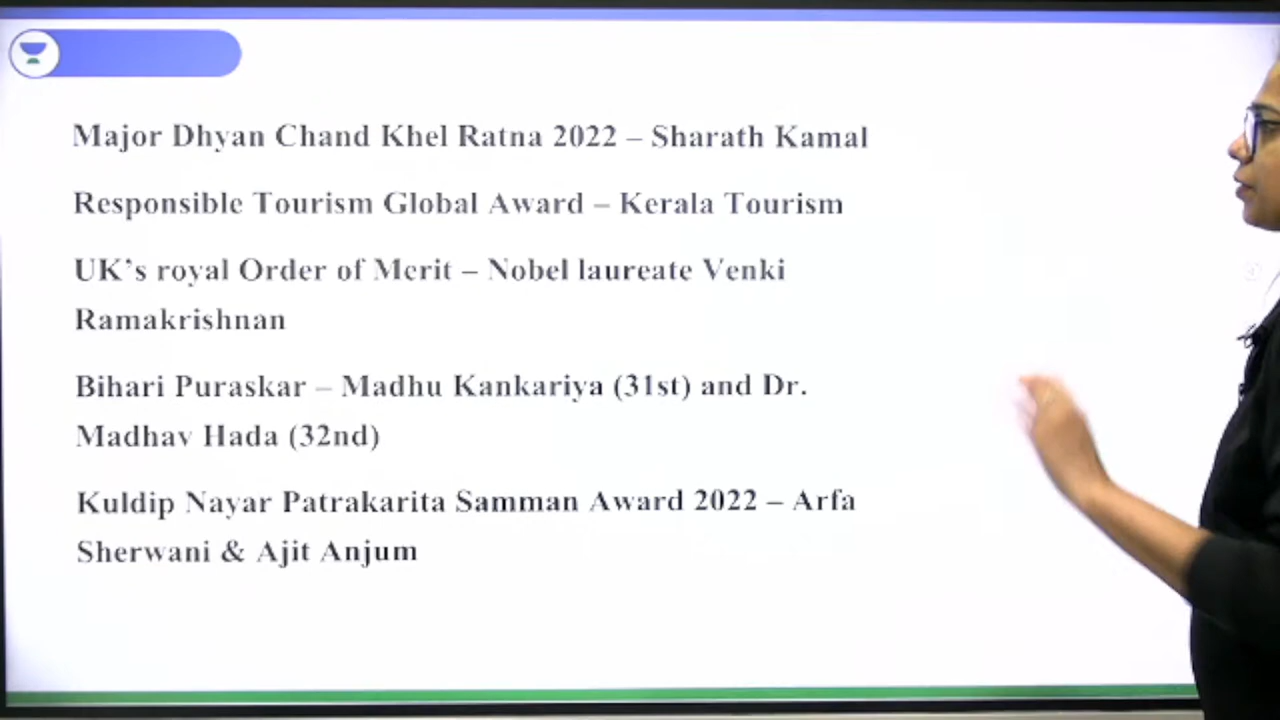 Major Dhyan Chand Khel Ratna 2022 – Sharath Kamal
Responsible Tourism Global Award – Kerala Tourism
UK's royal Order of Merit – Nobel laureate Venki
Ramakrishnan
Bihari Puraskar – Madhu Kankariya (31st) and Dr.
Madhav Hada (32nd)
Kuldip Nayar Patrakarita Samman Award 2022 – Arfa
Sherwani & Ajit Anjum